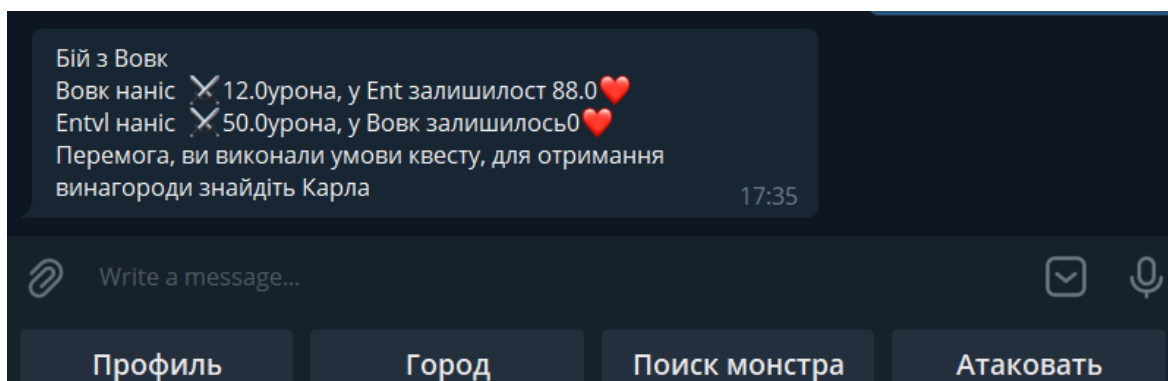 Бій з Вовк
Вовк наніс ⚔12.0урона, у Ent залишилост 88.0❤
Entvl наніс ⚔50.0урона, у Вовк залишилось0❤
Перемога, ви виконали умови квесту, для отримання
винагороди знайдіть Карла
17:35
Write a message...
Профиль Город Поиск монстра Атаковать